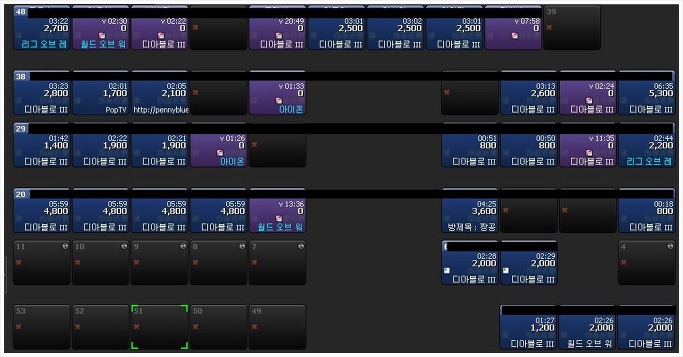 48 39
03:22 v 02:30 v 02:22 v 20:49 03:01 03:02 03:01 v 07:58
2,700 0 0 0 2,500 2,500 2,500 0
리그 오브 레 월드 오브 워 디아블로 III 디아블로 III 디아블로 III 디아블로 III 디아블로 III 디아블로 III
38
03:23 02:01 02:05 v 01:33 03:13 v 02:24 06:35
2,800 1,700 2,100 0 2,600 0 5,300
디아블로 III PopTV http://pennyblue 아이온 디아블로 III 디아블로 III 디아블로 III
29
01:42 02:22 02:21 v 01:26 00:51 00:50 v 11:35 02:44
1,400 1,900 1,900 0 800 800 0 2,200
디아블로 III 디아블로 III 디아블로 III 아이온 디아블로 III 디아블로 III 디아블로 III 리그 오브 레
20
05:59 05:59 05:59 05:59 v 13:36 04:25 00:18
4,800 4,800 4,800 4,800 0 3,600 800
디아블로 III 디아블로 III 디아블로 III 디아블로 III 월드 오브 워 방제목 : 짱공 디아블로 III
11 10 9 8 7 4
02:28 02:29
2,000 2,000
디아블로 III 디아블로 III
53 52 51 50 49
01:27 02:26 02:26
1,200 2,000 2,000
디아블로 III 월드 오브 워 디아블로 III